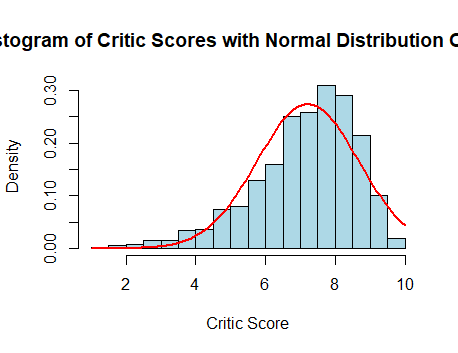 stogram of Critic Scores with Normal Distribution C
0.30
0.20
0.10
0.00
Density
2 4 6 8 10
Critic Score